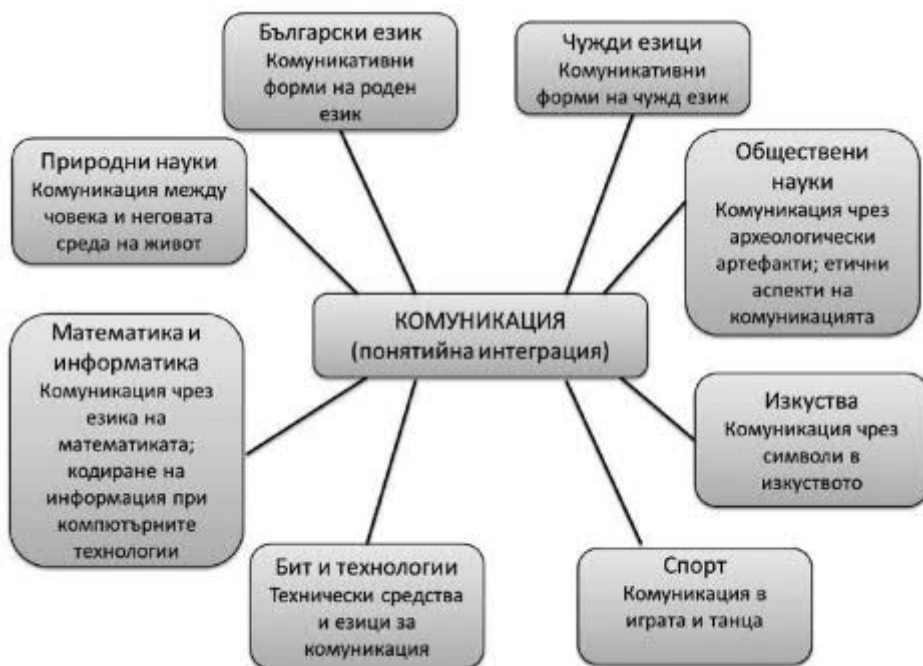 Български език
Комуникативни
форми на роден
език
Чужди езици
Комуникативни
форми на чужд език
Природни науки
Комуникация между
човека и неговата
среда на живот
Обществени
науки
Комуникация чрез
археологически
артефакти; етични
аспекти на
комуникацията
КОМУНИКАЦИЯ
(понятийна интеграция)
Математика и
информатика
Комуникация чрез
езика на
математиката;
кодиране на
информация при
компютърните
технологии
Изкуства
Комуникация чрез
символи в
изкуството
Бит и технологии
Технически средства
и езици за
комуникация
Спорт
Комуникация в
играта и танца